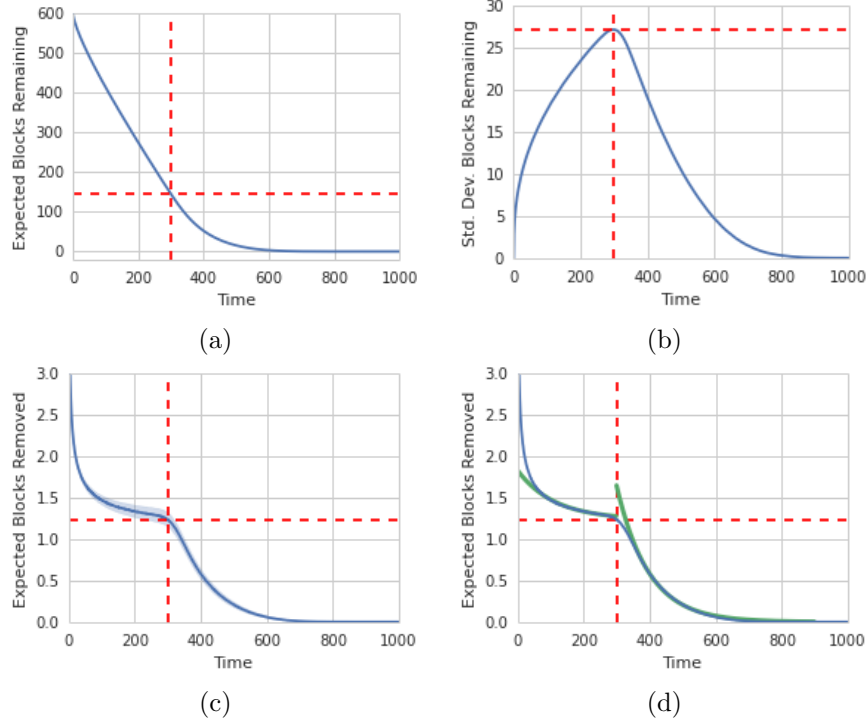 Expected Blocks Remaining
600
500
400
300
200
100
0
0 200 400 600 800 1000
Time
(a)
Std. Dev. Blocks Remaining
30
25
20
15
10
5
0
0 200 400 600 800 1000
Time
(b)
Expected Blocks Removed
3.0
2.5
2.0
1.5
1.0
0.5
0.0
0 200 400 600 800 1000
Time
(c)
Expected Blocks Removed
3.0
2.5
2.0
1.5
1.0
0.5
0.0
0 200 400 600 800 1000
Time
(d)